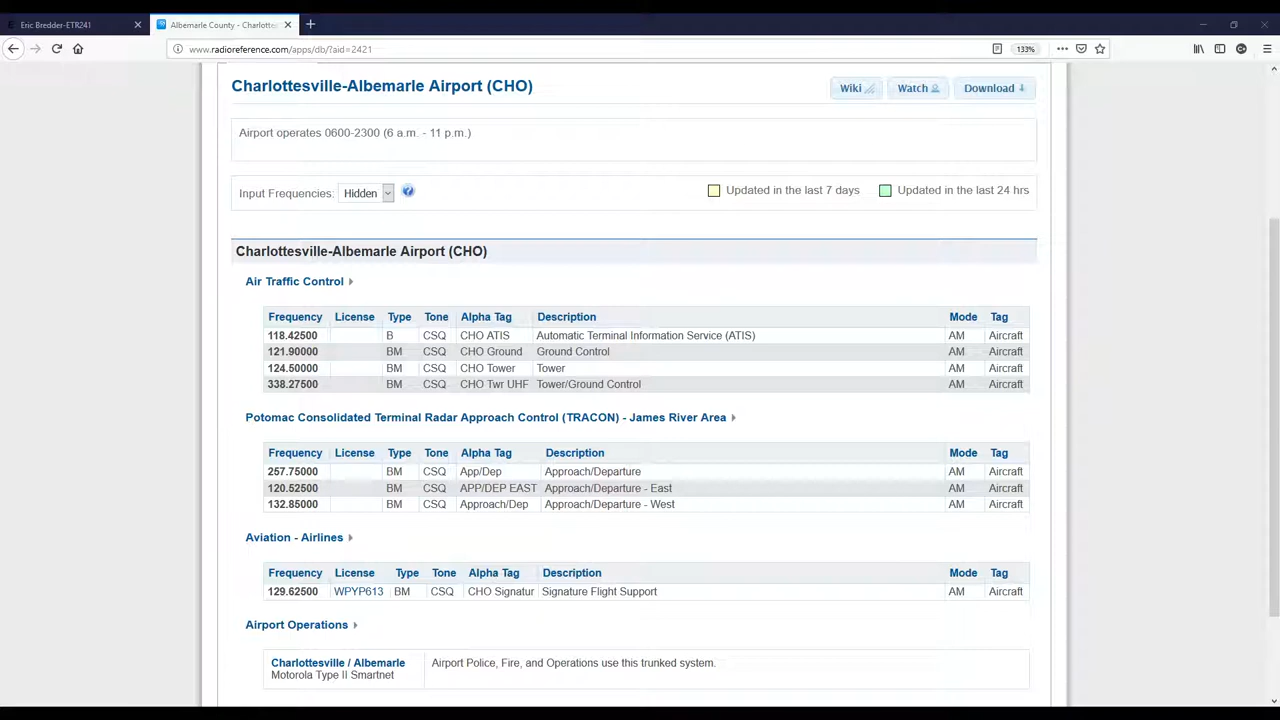 Eric Bredder-ETR241
Albemarle County - Charlottes
www.radioreference.com/apps/db/?aid=2421
133%
Charlottesville-Albemarle Airport (CHO)
Wiki
Watch
Download
Airport operates 0600-2300 (6 a.m. - 11 p.m.)
Input Frequencies: Hidden
Updated in the last 7 days
Updated in the last 24 hrs
Charlottesville-Albemarle Airport (CHO)
Air Traffic Control
Frequency License Type Tone Alpha Tag Description Mode Tag
118.42500 B CSQ CHO ATIS Automatic Terminal Information Service (ATIS) AM Aircraft
121.90000 BM CSQ CHO Ground Ground Control AM Aircraft
124.50000 BM CSQ CHO Tower Tower AM Aircraft
338.27500 BM CSQ CHO Twr UHF Tower/Ground Control AM Aircraft
Potomac Consolidated Terminal Radar Approach Control (TRACON) - James River Area
Frequency License Type Tone Alpha Tag Description Mode Tag
257.75000 BM CSQ App/Dep Approach/Departure AM Aircraft
120.52500 BM CSQ APP/DEP EAST Approach/Departure - East AM Aircraft
132.85000 BM CSQ Approach/Dep Approach/Departure - West AM Aircraft
Aviation - Airlines
Frequency License Type Tone Alpha Tag Description Mode Tag
129.62500 WPYP613 BM CSQ CHO Signatur Signature Flight Support AM Aircraft
Airport Operations
Charlottesville / Albemarle Airport Police, Fire, and Operations use this trunked system.
Motorola Type II Smartnet